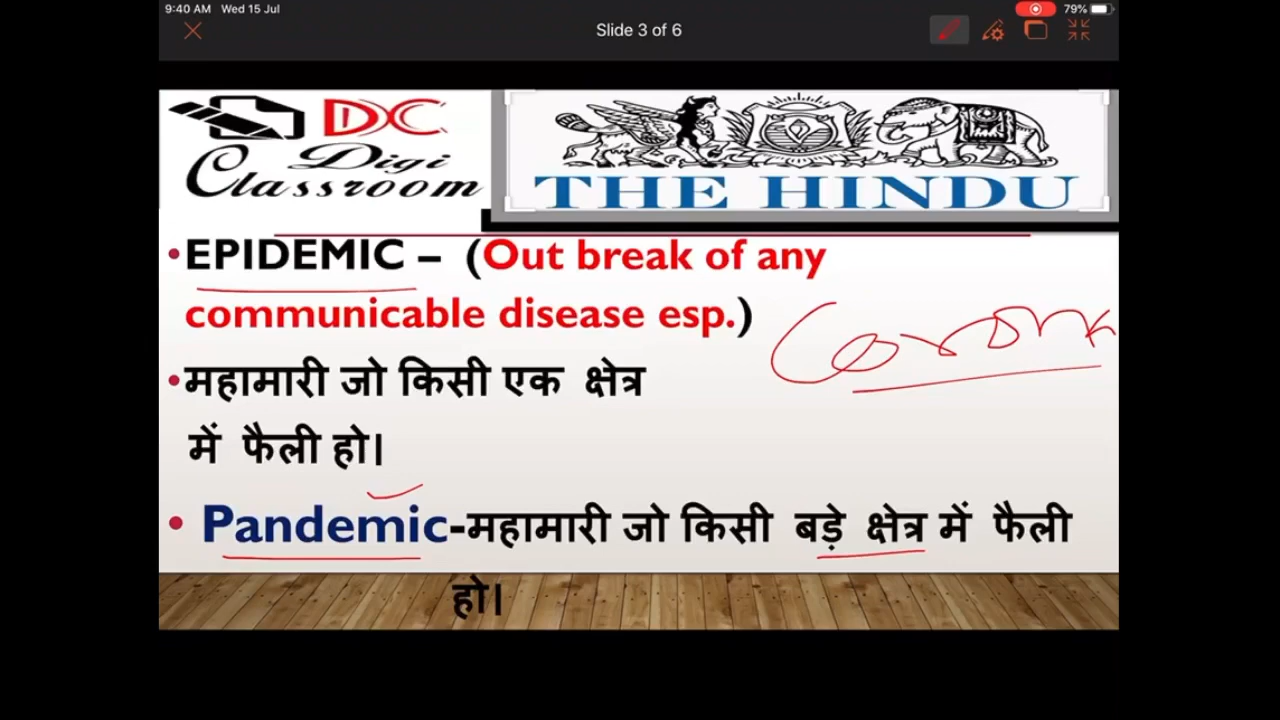 9:40 AM Wed 15 Jul
79%
Slide 3 of 6
DC
Digi
Classroom
THE HINDU
•EPIDEMIC – (Out break of any
communicable disease esp.)
Corona
•महामारी जो किसी एक क्षेत्र
में फैली हो।
• Pandemic-महामारी जो किसी बड़े क्षेत्र में फैली
हो।